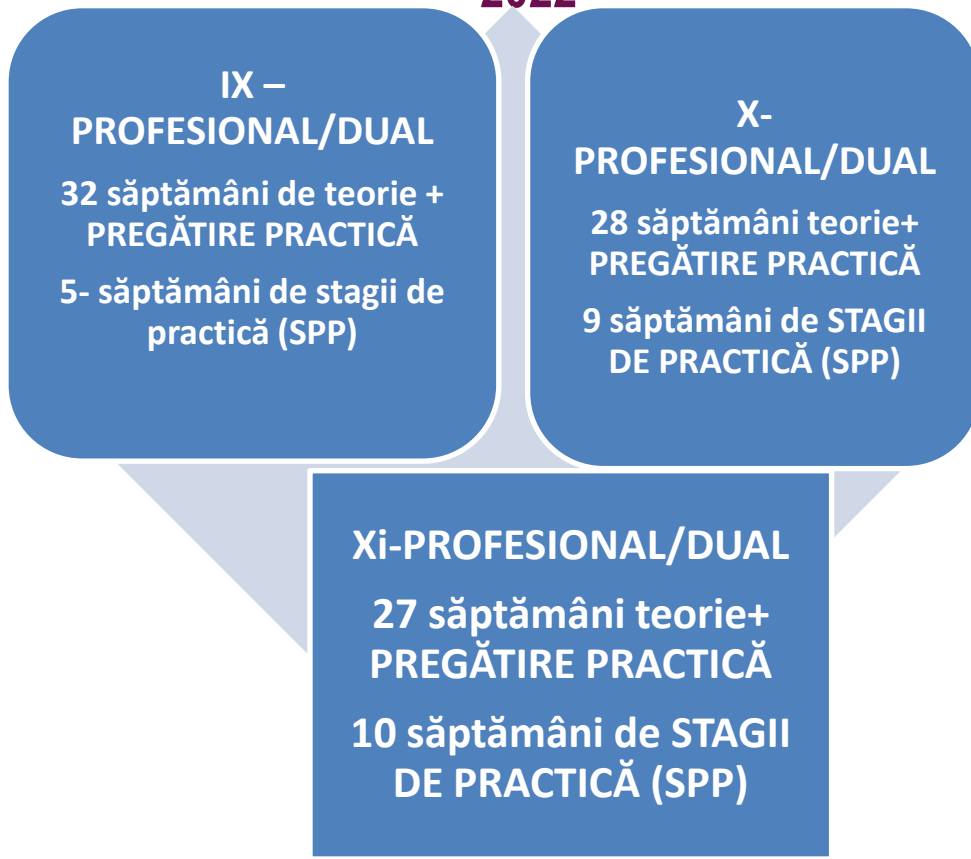 2022
IX –
PROFESIONAL/DUAL
32 săptămâni de teorie +
PREGĂTIRE PRACTICĂ
5- săptămâni de stagii de
practică (SPP)
X-
PROFESIONAL/DUAL
28 săptămâni teorie+
PREGĂTIRE PRACTICĂ
9 săptămâni de STAGII
DE PRACTICĂ (SPP)
Xi-PROFESIONAL/DUAL
27 săptămâni teorie+
PREGĂTIRE PRACTICĂ
10 săptămâni de STAGII
DE PRACTICĂ (SPP)